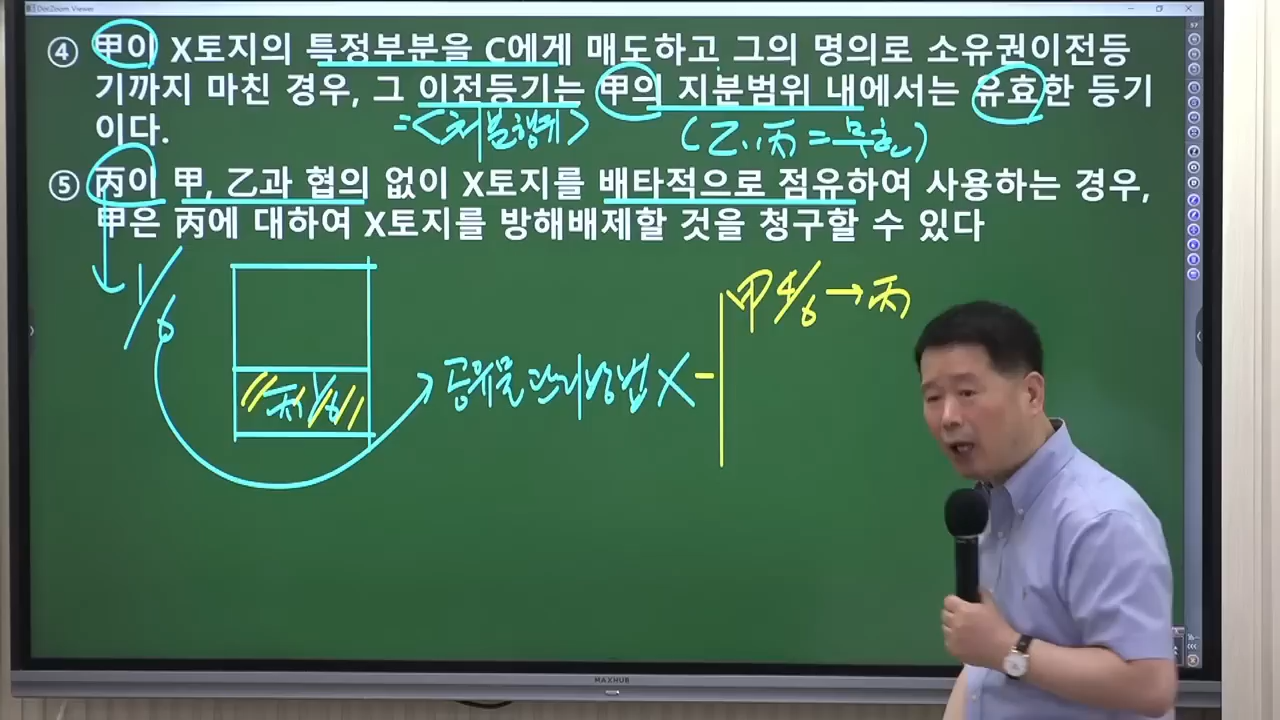 DocZoom Viewer
④ 甲이 X토지의 특정부분을 C에게 매도하고 그의 명의로 소유권이전등
기까지 마친 경우, 그 이전등기는 甲의 지분범위 내에서는 유효한 등기
이다.
=<처분행위> (乙, 丙 = 무효)
⑤ 丙이 甲, 乙과 협의 없이 X토지를 배타적으로 점유하여 사용하는 경우,
甲은 丙에 대하여 X토지를 방해배제할 것을 청구할 수 있다
1/6
甲 4/6 → 丙
공유물 관리방법 X
丙 1/6
MAXHUB